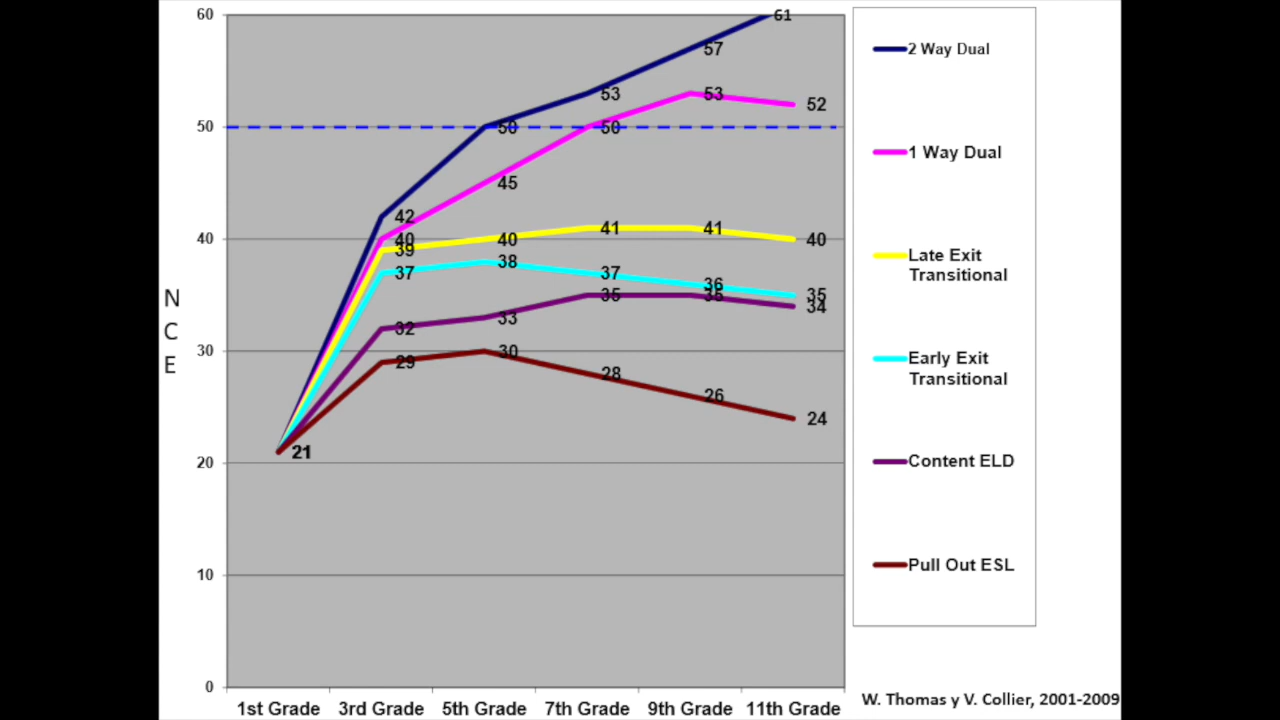 60
50
40
30
20
10
0
N
C
E
61
57
53
53
52
50
50
45
42
40
39
40
41
41
40
37
38
37
36
35
35
35
34
32
33
29
30
28
26
24
21
1st Grade 3rd Grade 5th Grade 7th Grade 9th Grade 11th Grade
2 Way Dual
1 Way Dual
Late Exit
Transitional
Early Exit
Transitional
Content ELD
Pull Out ESL
W. Thomas y V. Collier, 2001-2009